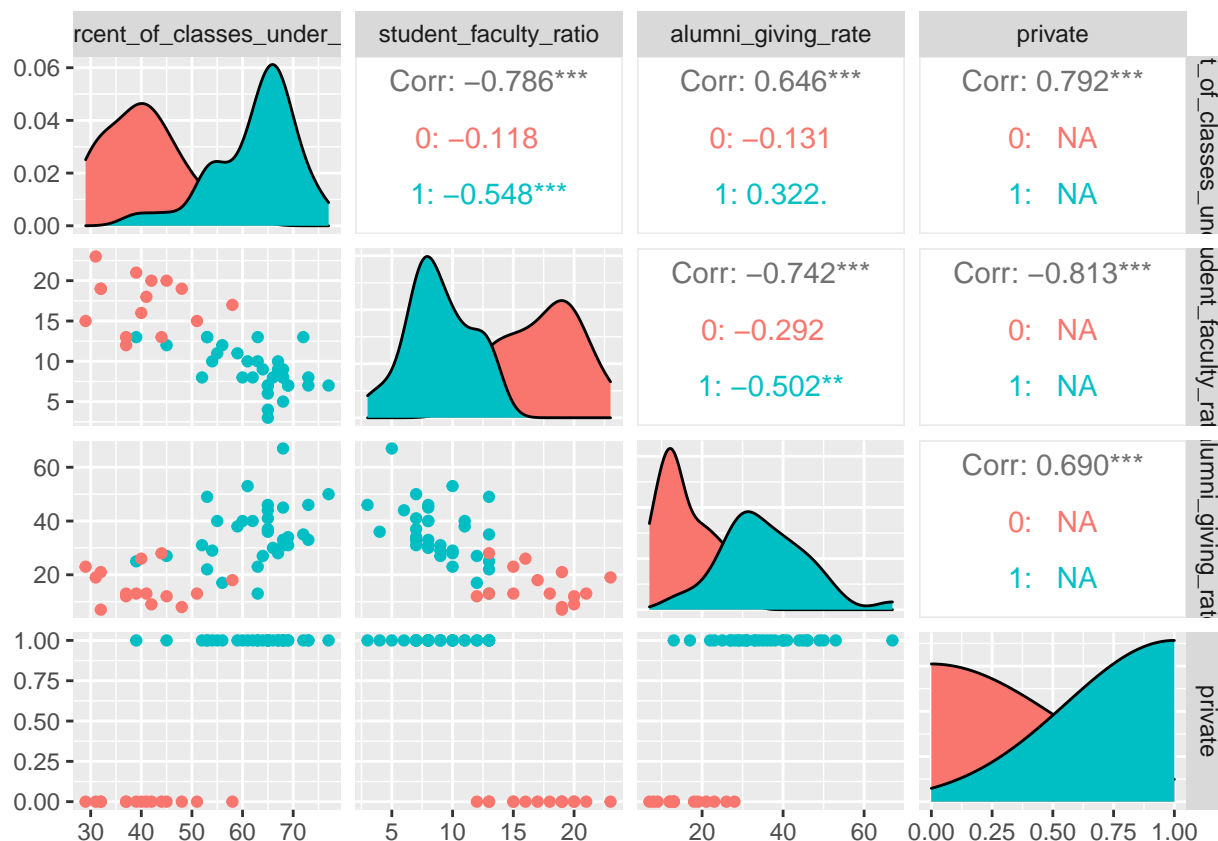 rcent_of_classes_under_
student_faculty_ratio
alumni_giving_rate
private
0.06
0.04
0.02
0.00
Corr: −0.786***
0: −0.118
1: −0.548***
Corr: 0.646***
0: −0.131
1: 0.322.
Corr: 0.792***
0: NA
1: NA
t_of_classes_un
20
15
10
5
Corr: −0.742***
0: −0.292
1: −0.502**
Corr: −0.813***
0: NA
1: NA
udent_faculty_rat
60
40
20
Corr: 0.690***
0: NA
1: NA
lumni_giving_rate
1.00
0.75
0.50
0.25
0.00
private
30 40 50 60 70
5 10 15 20
20 40 60
0.00 0.25 0.50 0.75 1.00